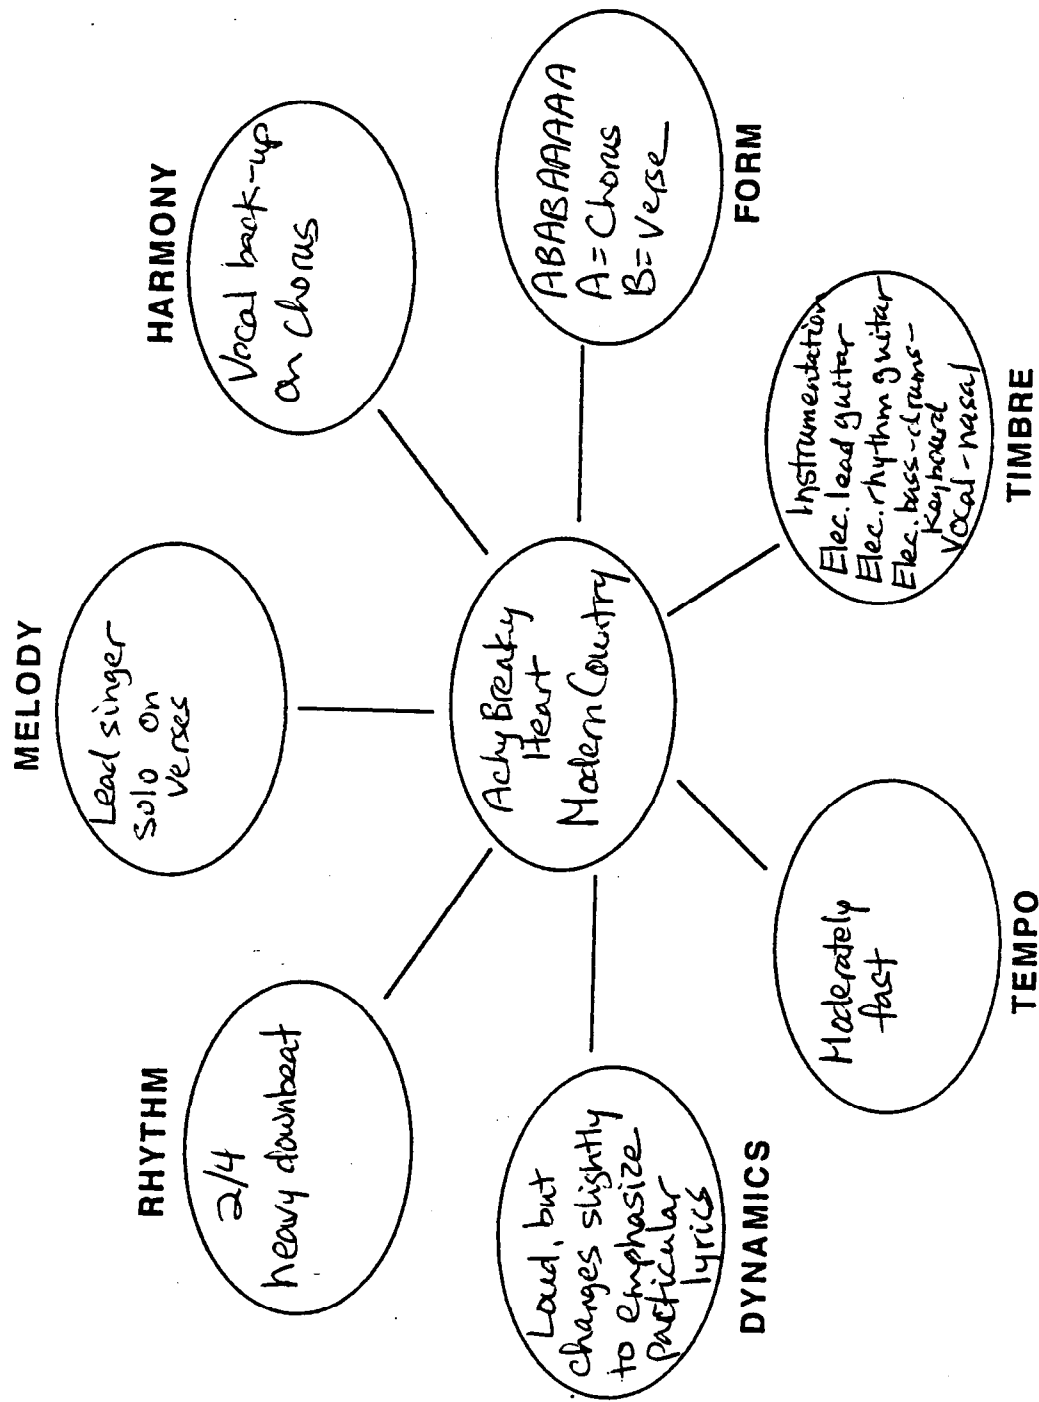 MELODY
Lead singer
solo on
verses
RHYTHM
2/4
heavy downbeat
HARMONY
Vocal back-up
on chorus
Achy Breaky
Heart
Modern Country
DYNAMICS
Loud, but
changes slightly
to emphasize
particular
lyrics
FORM
ABABAAAAA
A = Chorus
B = Verse
TEMPO
Moderately
fast
TIMBRE
Instrumentation
Elec. lead guitar
Elec. rhythm guitar
Elec. bass-drums-
Keyboard
Vocal-nasal